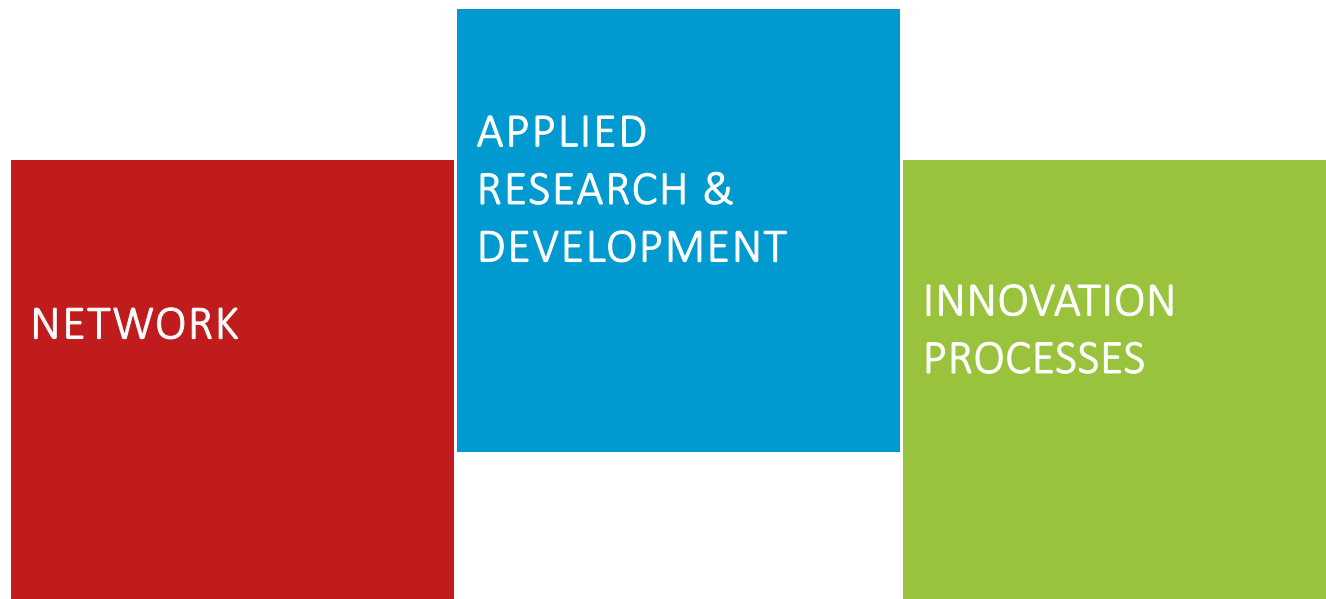 NETWORK
APPLIED
RESEARCH &
DEVELOPMENT
INNOVATION
PROCESSES